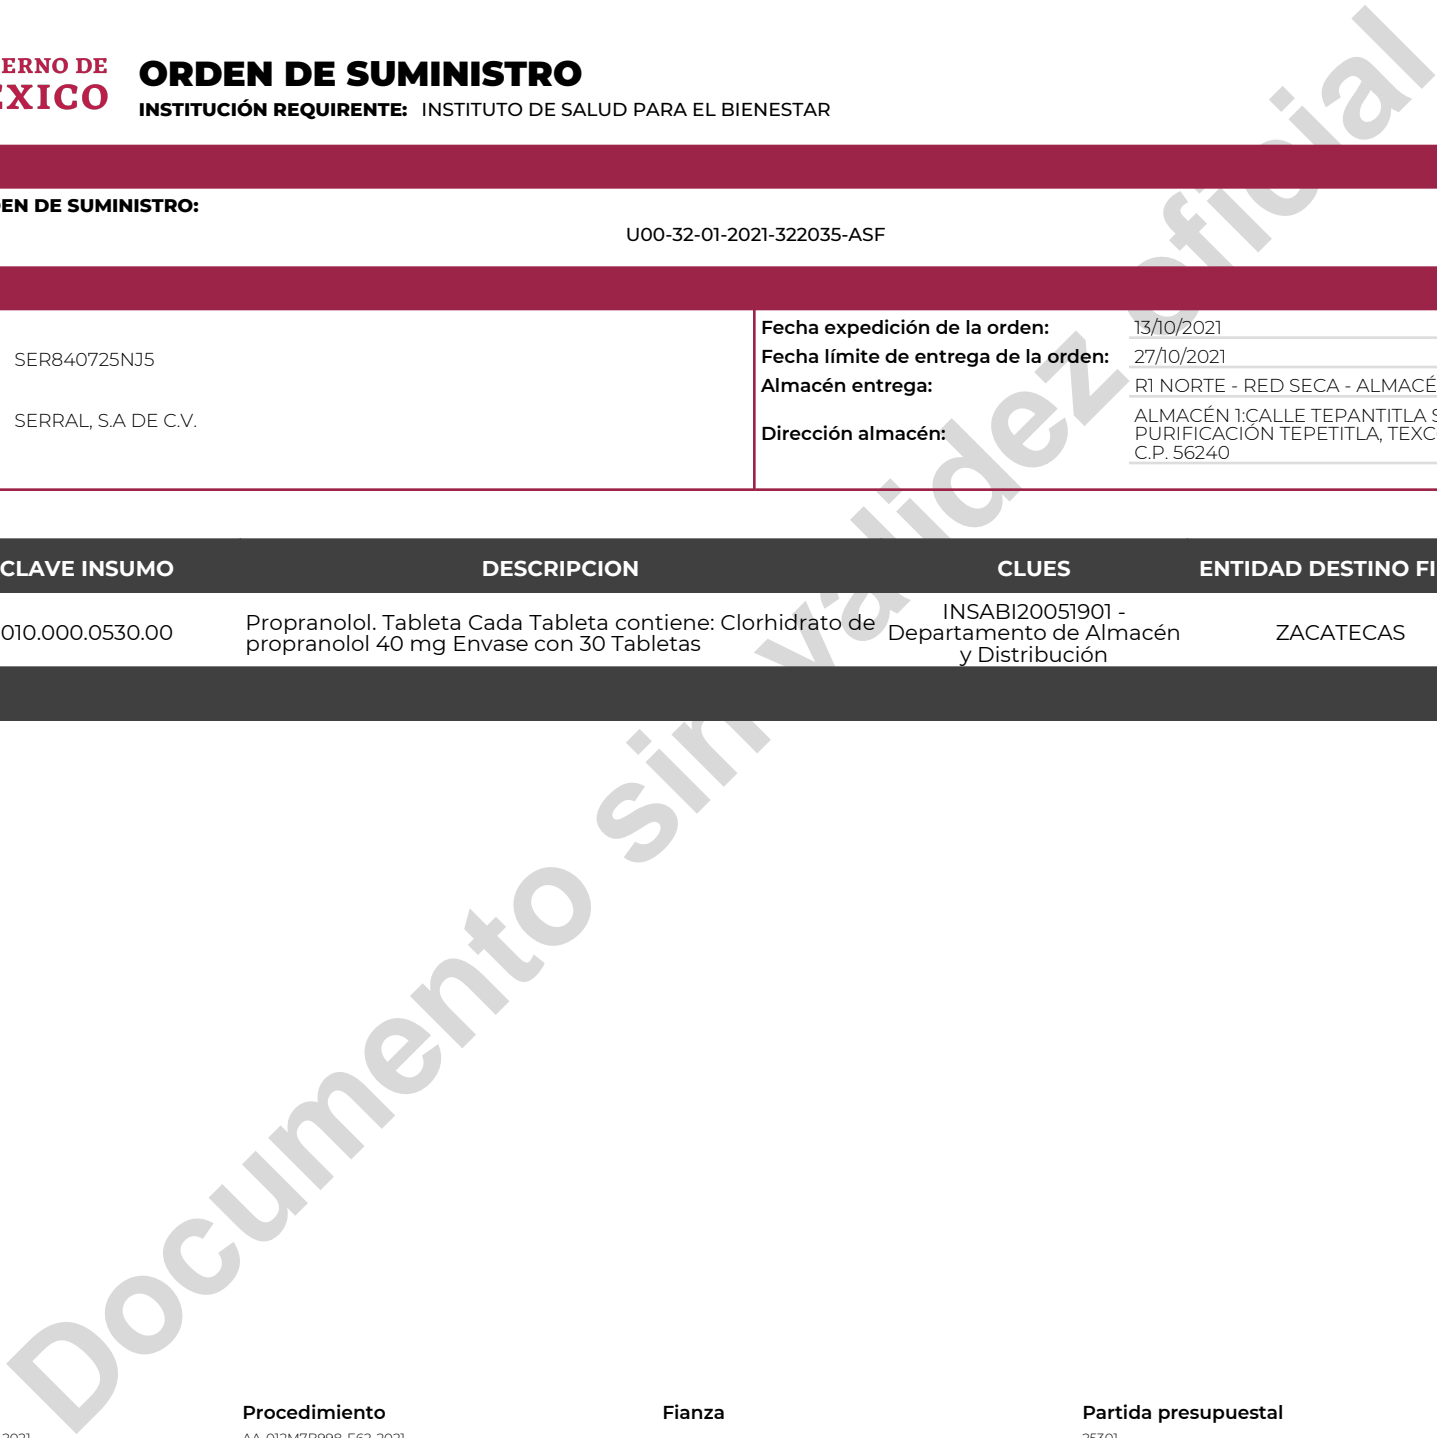 ERNO DE
EXICO
ORDEN DE SUMINISTRO
INSTITUCIÓN REQUIRENTE: INSTITUTO DE SALUD PARA EL BIENESTAR
EN DE SUMINISTRO:
U00-32-01-2021-322035-ASF
SER840725NJ5
SERRAL, S.A DE C.V.
Fecha expedición de la orden: 13/10/2021
Fecha límite de entrega de la orden: 27/10/2021
Almacén entrega: R1 NORTE - RED SECA - ALMACÉ
Dirección almacén:
ALMACÉN 1:CALLE TEPANTITLA S
PURIFICACIÓN TEPETITLA, TEXC
C.P. 56240
CLAVE INSUMO DESCRIPCION CLUES ENTIDAD DESTINO FI
010.000.0530.00
Propranolol. Tableta Cada Tableta contiene: Clorhidrato de
propranolol 40 mg Envase con 30 Tabletas
INSABI20051901 -
Departamento de Almacén
y Distribución
ZACATECAS
Documento sin validez oficial
Procedimiento Fianza Partida presupuestal